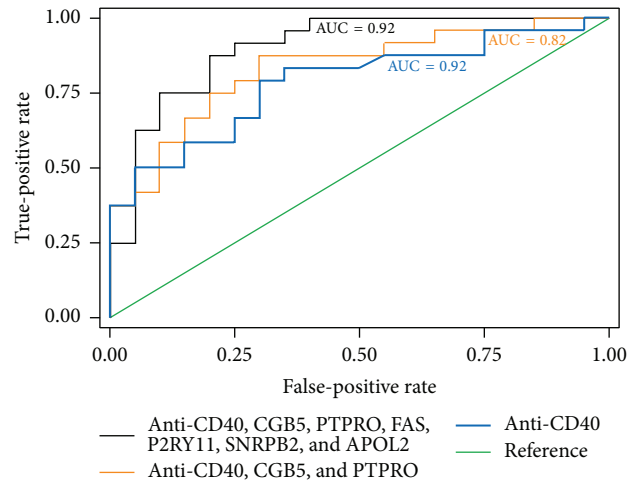 1.00
0.75
0.50
0.25
0.00
True-positive rate
AUC = 0.92
AUC = 0.82
AUC = 0.92
0.00 0.25 0.50 0.75 1.00
False-positive rate
Anti-CD40, CGB5, PTPRO, FAS,
P2RY11, SNRPB2, and APOL2
Anti-CD40, CGB5, and PTPRO
Anti-CD40
Reference